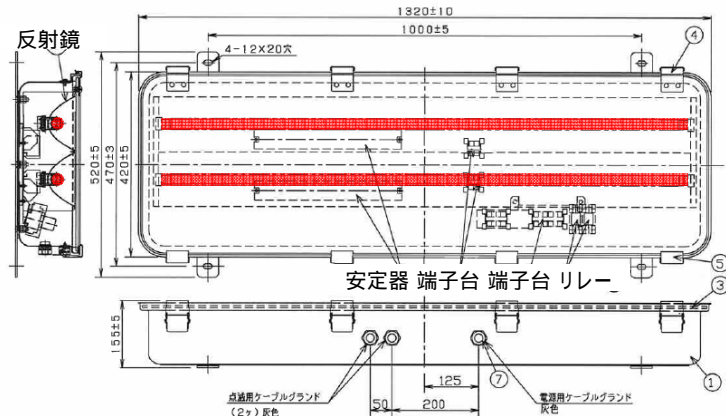 1320±10
1000±5
反射鏡
4-12×20穴
④
520±5
470±3
420±5
安定器 端子台 端子台 リレー
⑤
③
155±5
①
⑦
125
点滅用ケーブルグランド
(2ヶ)灰色
50
200
電源用ケーブルグランド
灰色